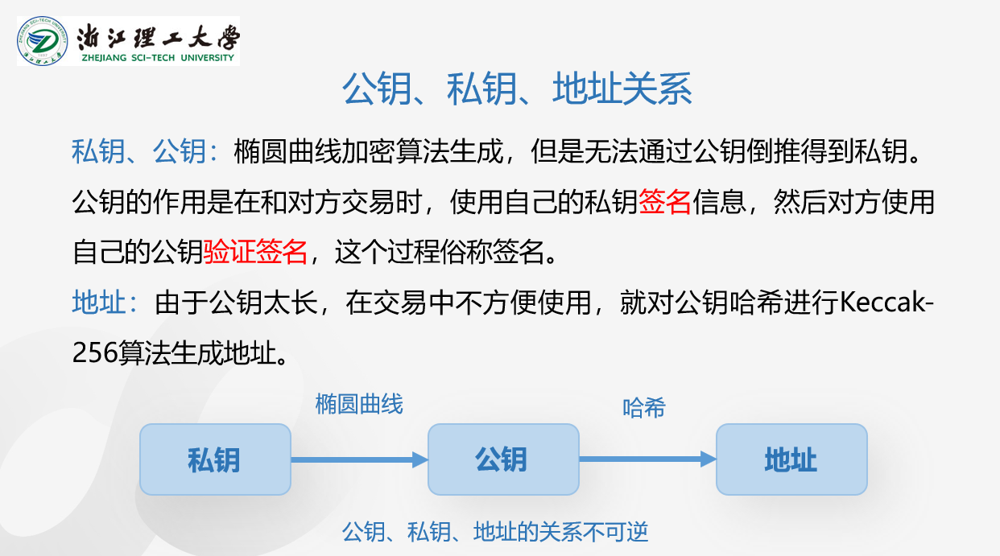 浙江理工大学
ZHEJIANG SCI-TECH UNIVERSITY
公钥、私钥、地址关系
私钥、公钥：椭圆曲线加密算法生成，但是无法通过公钥倒推得到私钥。
公钥的作用是在和对方交易时，使用自己的私钥签名信息，然后对方使用
自己的公钥验证签名，这个过程俗称签名。
地址：由于公钥太长，在交易中不方便使用，就对公钥哈希进行Keccak-
256算法生成地址。
椭圆曲线
哈希
私钥
公钥
地址
公钥、私钥、地址的关系不可逆